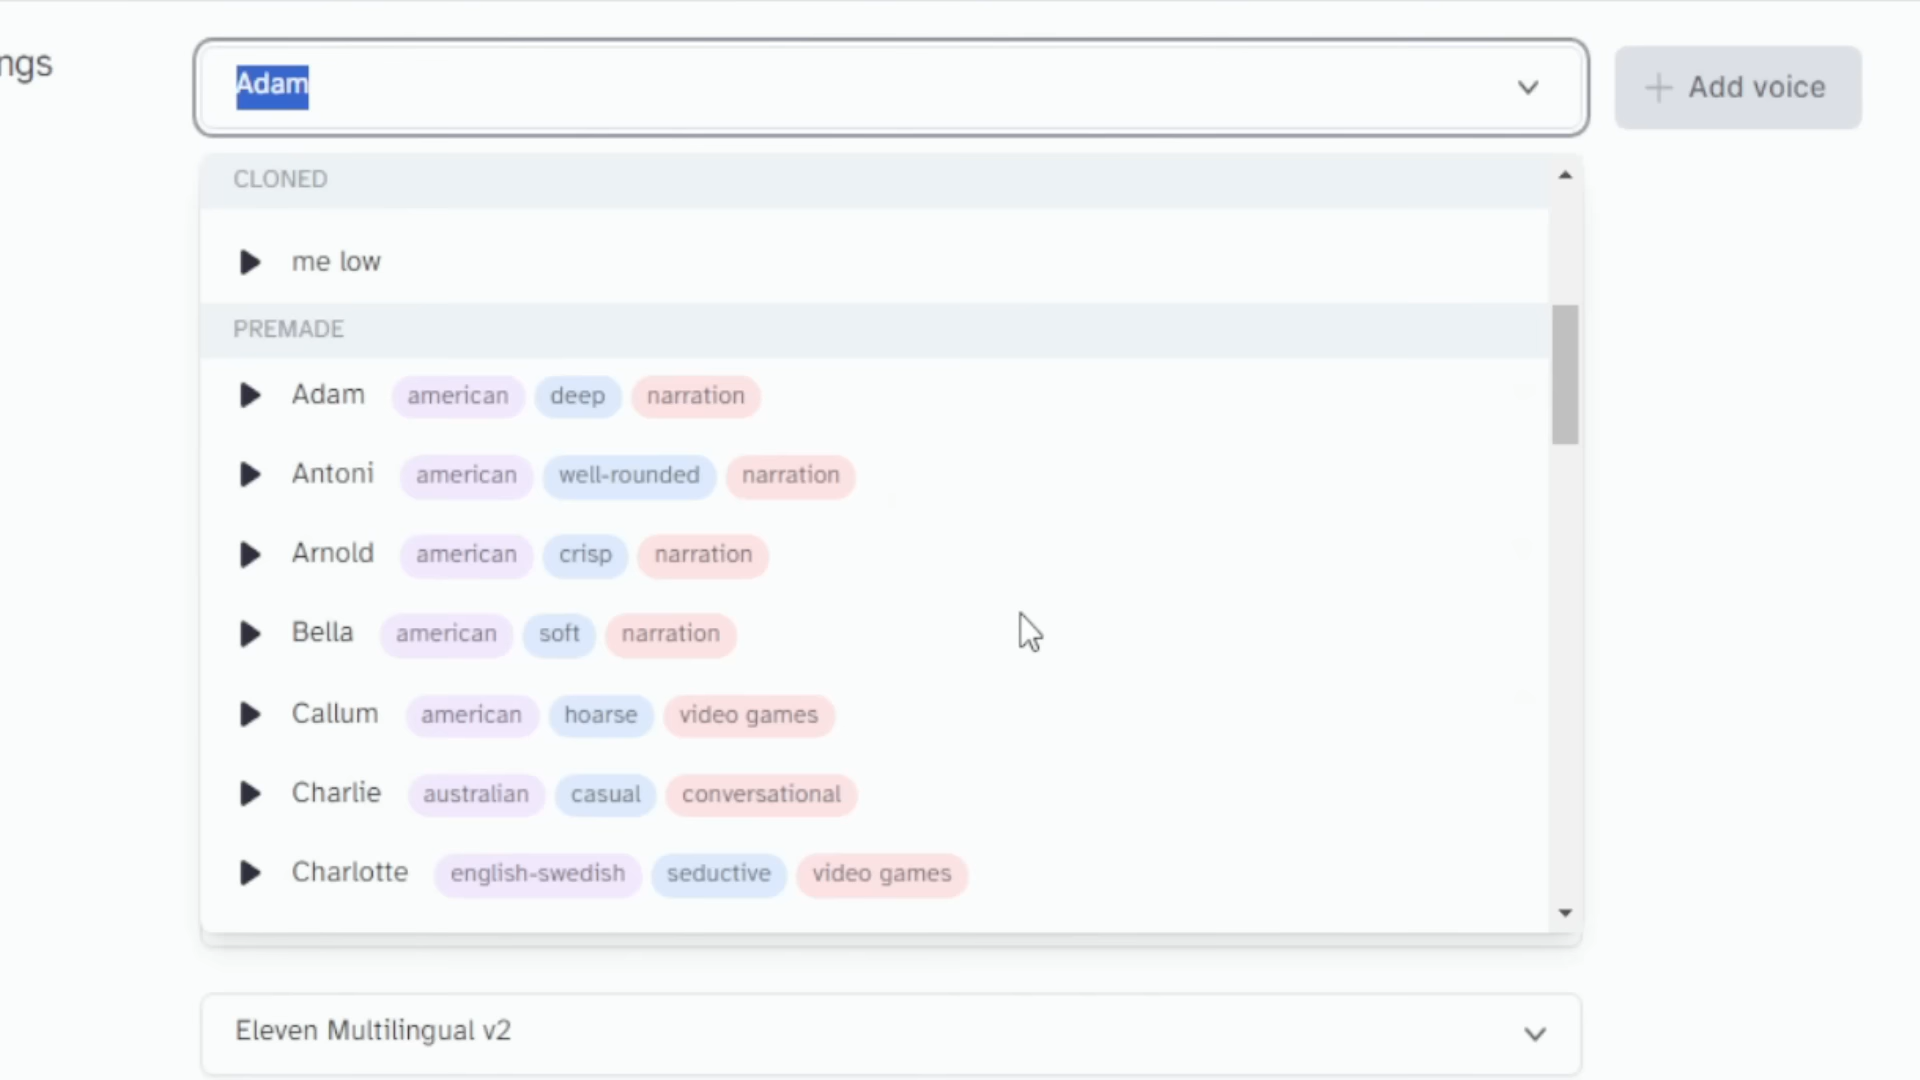 ngs
Adam
+ Add voice
CLONED
me low
PREMADE
Adam american deep narration
Antoni american well-rounded narration
Arnold american crisp narration
Bella american soft narration
Callum american hoarse video games
Charlie australian casual conversational
Charlotte english-swedish seductive video games
Eleven Multilingual v2